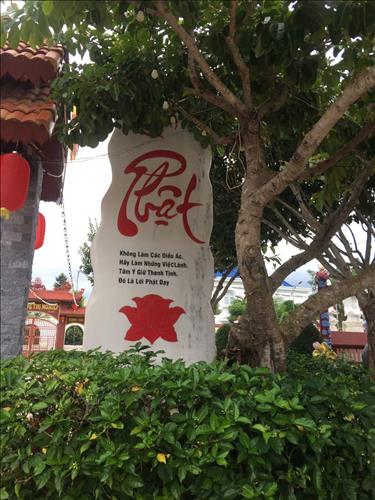 Phật
Không Làm Các Điều Ác.
Hãy Làm Những Việc Lành.
Tâm Ý Giữ Thanh Tịnh.
Đó Là Lời Phật Dạy